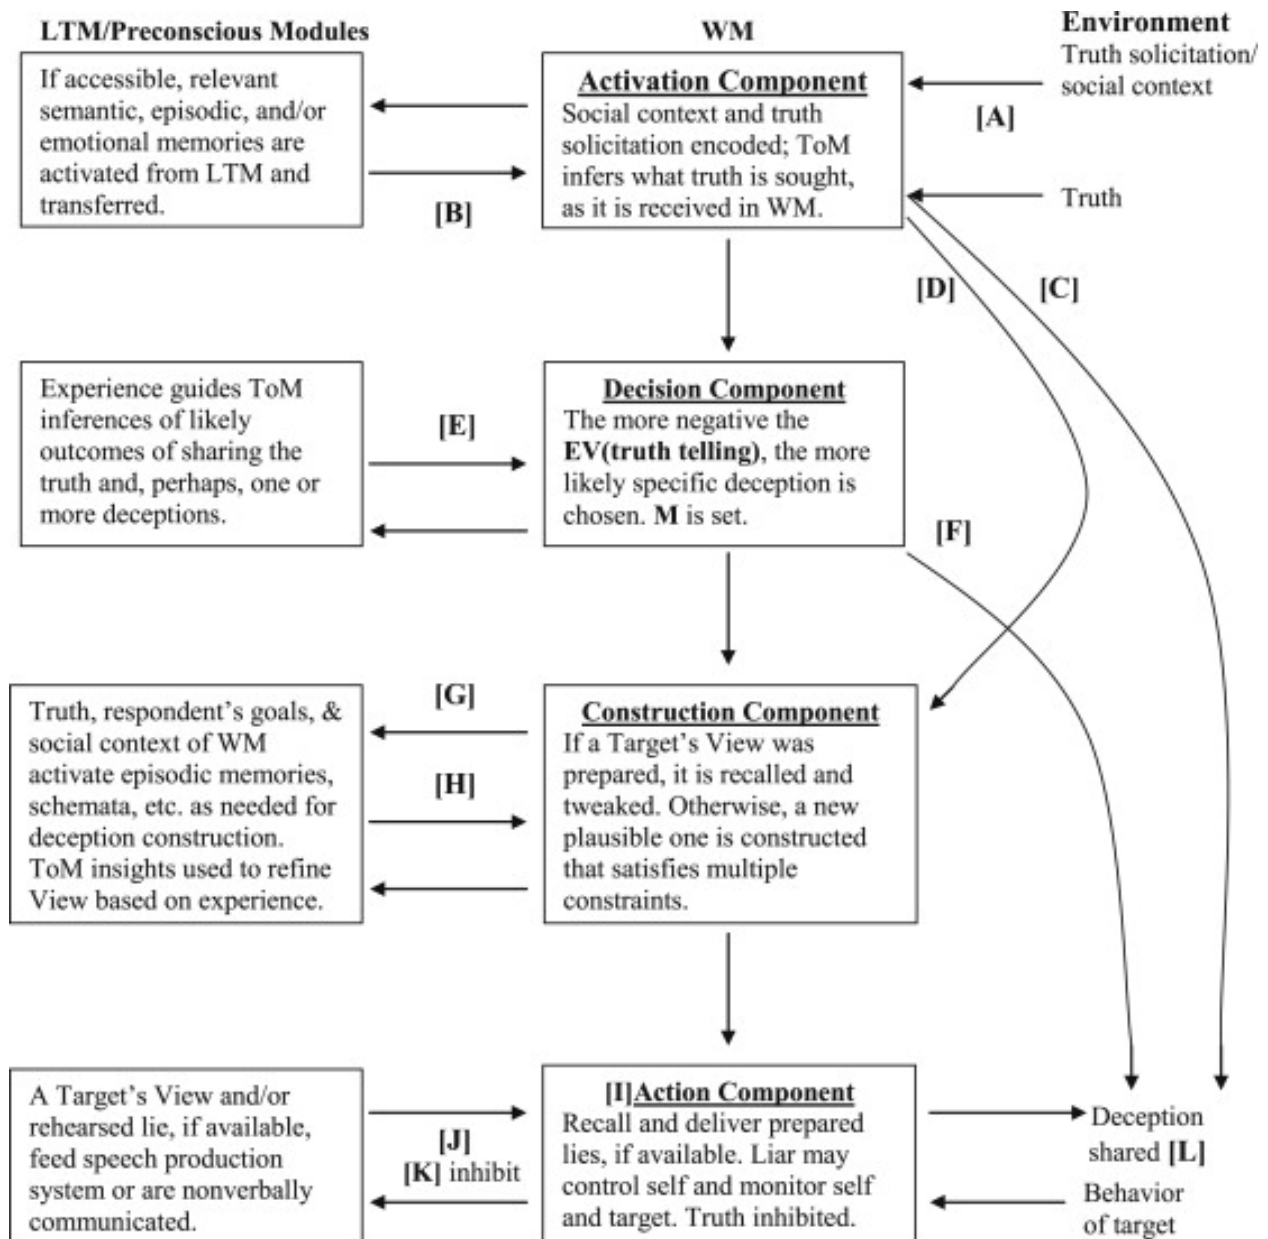 LTM/Preconscious Modules
WM
Environment
Truth solicitation/
social context
If accessible, relevant
semantic, episodic, and/or
emotional memories are
activated from LTM and
transferred.
[B]
Activation Component
Social context and truth
solicitation encoded; ToM
infers what truth is sought,
as it is received in WM.
[A]
Truth
[D]
[C]
Experience guides ToM
inferences of likely
outcomes of sharing the
truth and, perhaps, one or
more deceptions.
[E]
Decision Component
The more negative the
EV(truth telling), the more
likely specific deception is
chosen. M is set.
[F]
Truth, respondent's goals, &
social context of WM
activate episodic memories,
schemata, etc. as needed for
deception construction.
ToM insights used to refine
View based on experience.
[G]
[H]
Construction Component
If a Target's View was
prepared, it is recalled and
tweaked. Otherwise, a new
plausible one is constructed
that satisfies multiple
constraints.
A Target's View and/or
rehearsed lie, if available,
feed speech production
system or are nonverbally
communicated.
[J]
[K] inhibit
[I]Action Component
Recall and deliver prepared
lies, if available. Liar may
control self and monitor self
and target. Truth inhibited.
Deception
shared [L]
Behavior
of target